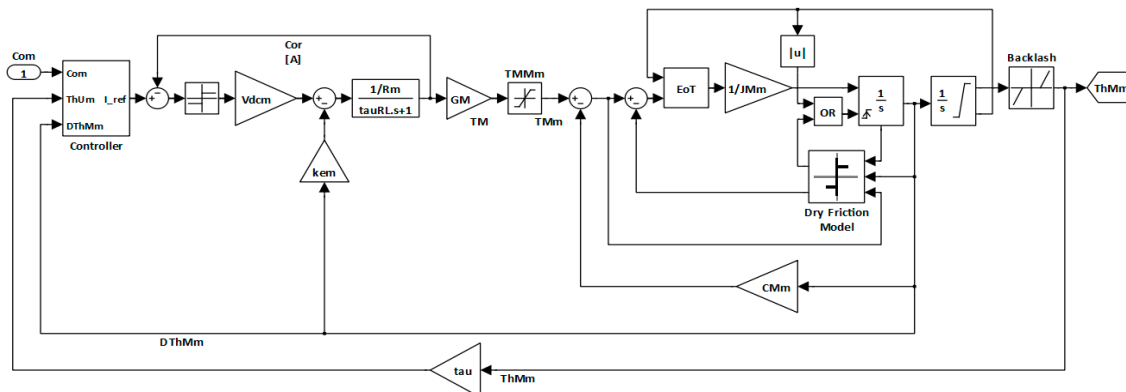 Com
1
Com
ThUm
I_ref
DThMm
Controller
Cor
[A]
Vdcm
1/Rm
tauRL.s+1
kem
GM
TM
TMMm
TMm
EoT
1/JMm
|u|
OR
1
s
1
s
Dry Friction
Model
Backlash
ThMm
CMm
DThMm
tau
ThMm